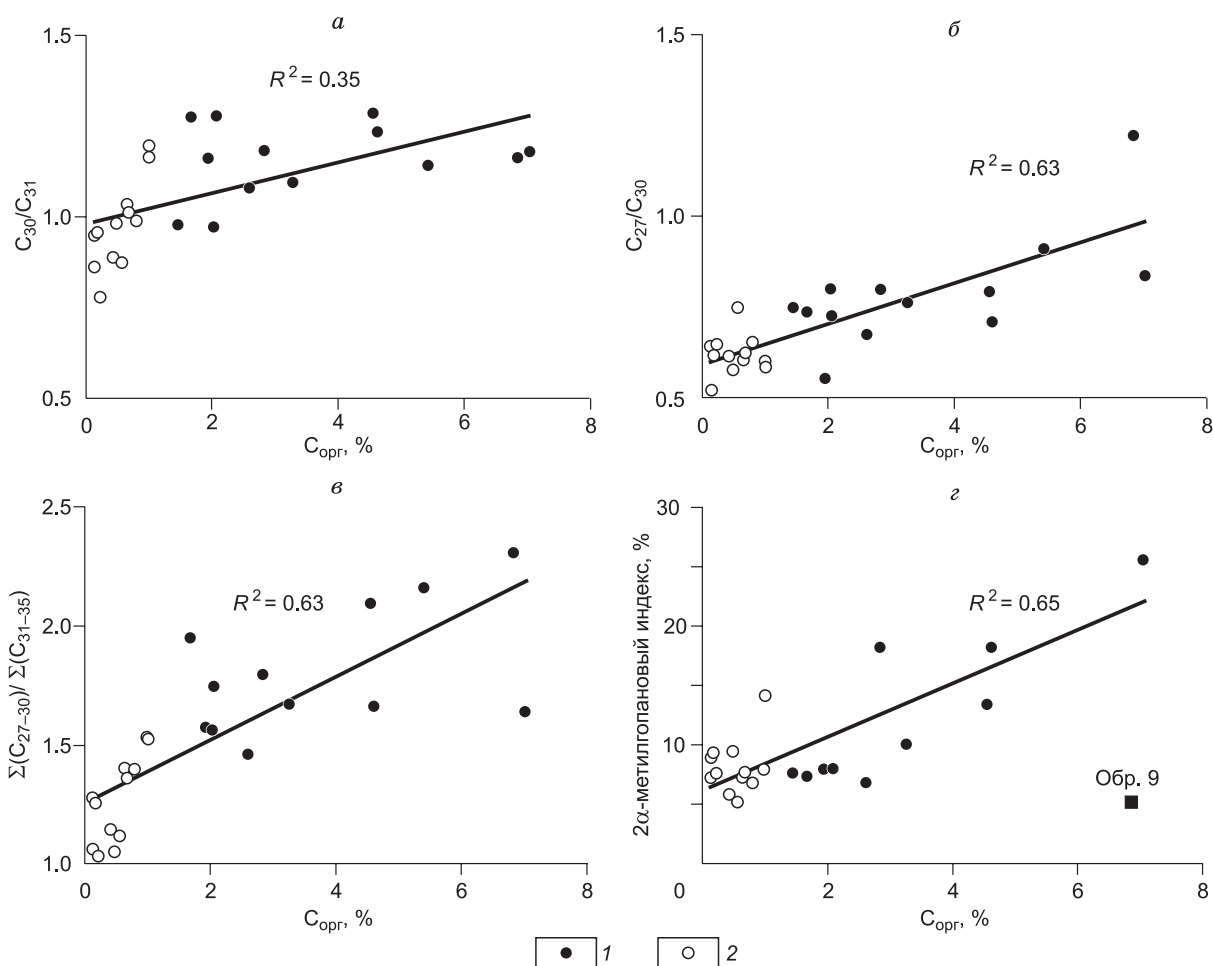 а
1.5
1.0
0.5
C30/C31
R² = 0.35
0 2 4 6 8
Cорг, %
б
1.5
1.0
0.5
C27/C30
R² = 0.63
0 2 4 6 8
Cорг, %
в
2.5
2.0
1.5
1.0
Σ(C27–30)/ Σ(C31–35)
R² = 0.63
0 2 4 6 8
Cорг, %
г
30
20
10
0
2α-метилгопановый индекс, %
R² = 0.65
Обр. 9
2 4 6 8
Cорг, %
1
2